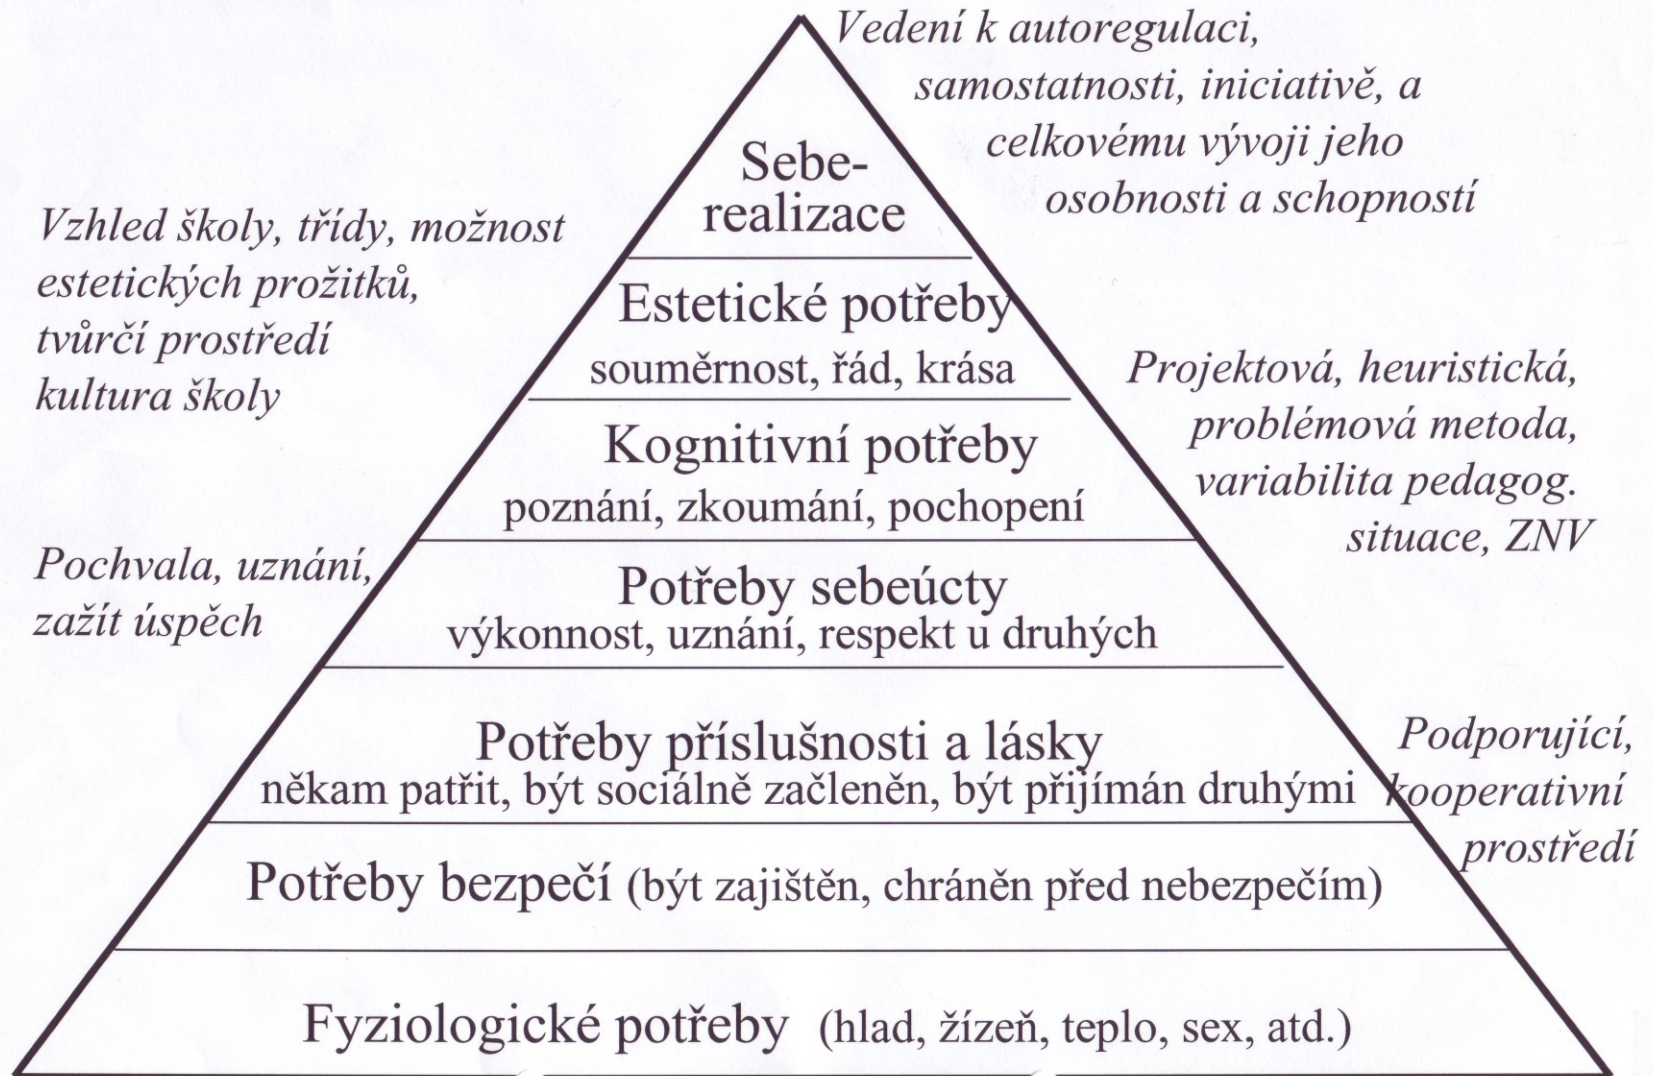 Vedení k autoregulaci,
samostatnosti, iniciativě, a
celkovému vývoji jeho
osobnosti a schopností
Sebe-
realizace
Vzhled školy, třídy, možnost
estetických prožitků,
tvůrčí prostředí
kultura školy
Estetické potřeby
souměrnost, řád, krása
Projektová, heuristická,
problémová metoda,
variabilita pedagog.
situace, ZNV
Kognitivní potřeby
poznání, zkoumání, pochopení
Pochvala, uznání,
zažít úspěch
Potřeby sebeúcty
výkonnost, uznání, respekt u druhých
Potřeby příslušnosti a lásky
někam patřit, být sociálně začleněn, být přijímán druhými
Podporující,
kooperativní
prostředí
Potřeby bezpečí (být zajištěn, chráněn před nebezpečím)
Fyziologické potřeby (hlad, žízeň, teplo, sex, atd.)